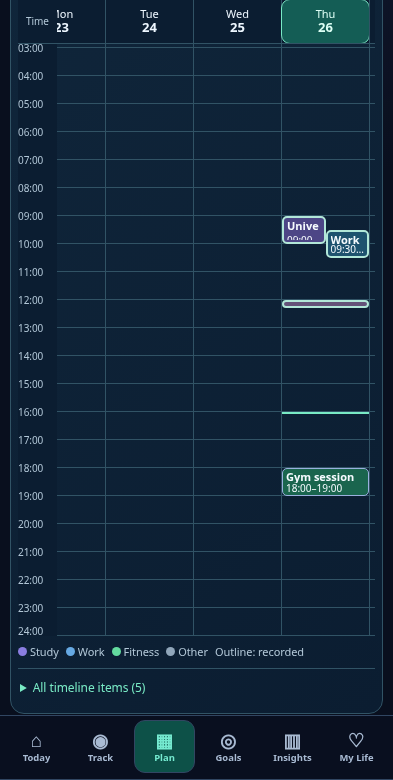 Time
23
Tue
24
Wed
25
Thu
26
03:00
04:00
05:00
06:00
07:00
08:00
09:00
10:00
11:00
12:00
13:00
14:00
15:00
16:00
17:00
18:00
19:00
20:00
21:00
22:00
23:00
24:00
Unive
09:00
Work
09:30...
Gym session
18:00–19:00
Study Work Fitness Other Outline: recorded
All timeline items (5)
Today Track Plan Goals Insights My Life